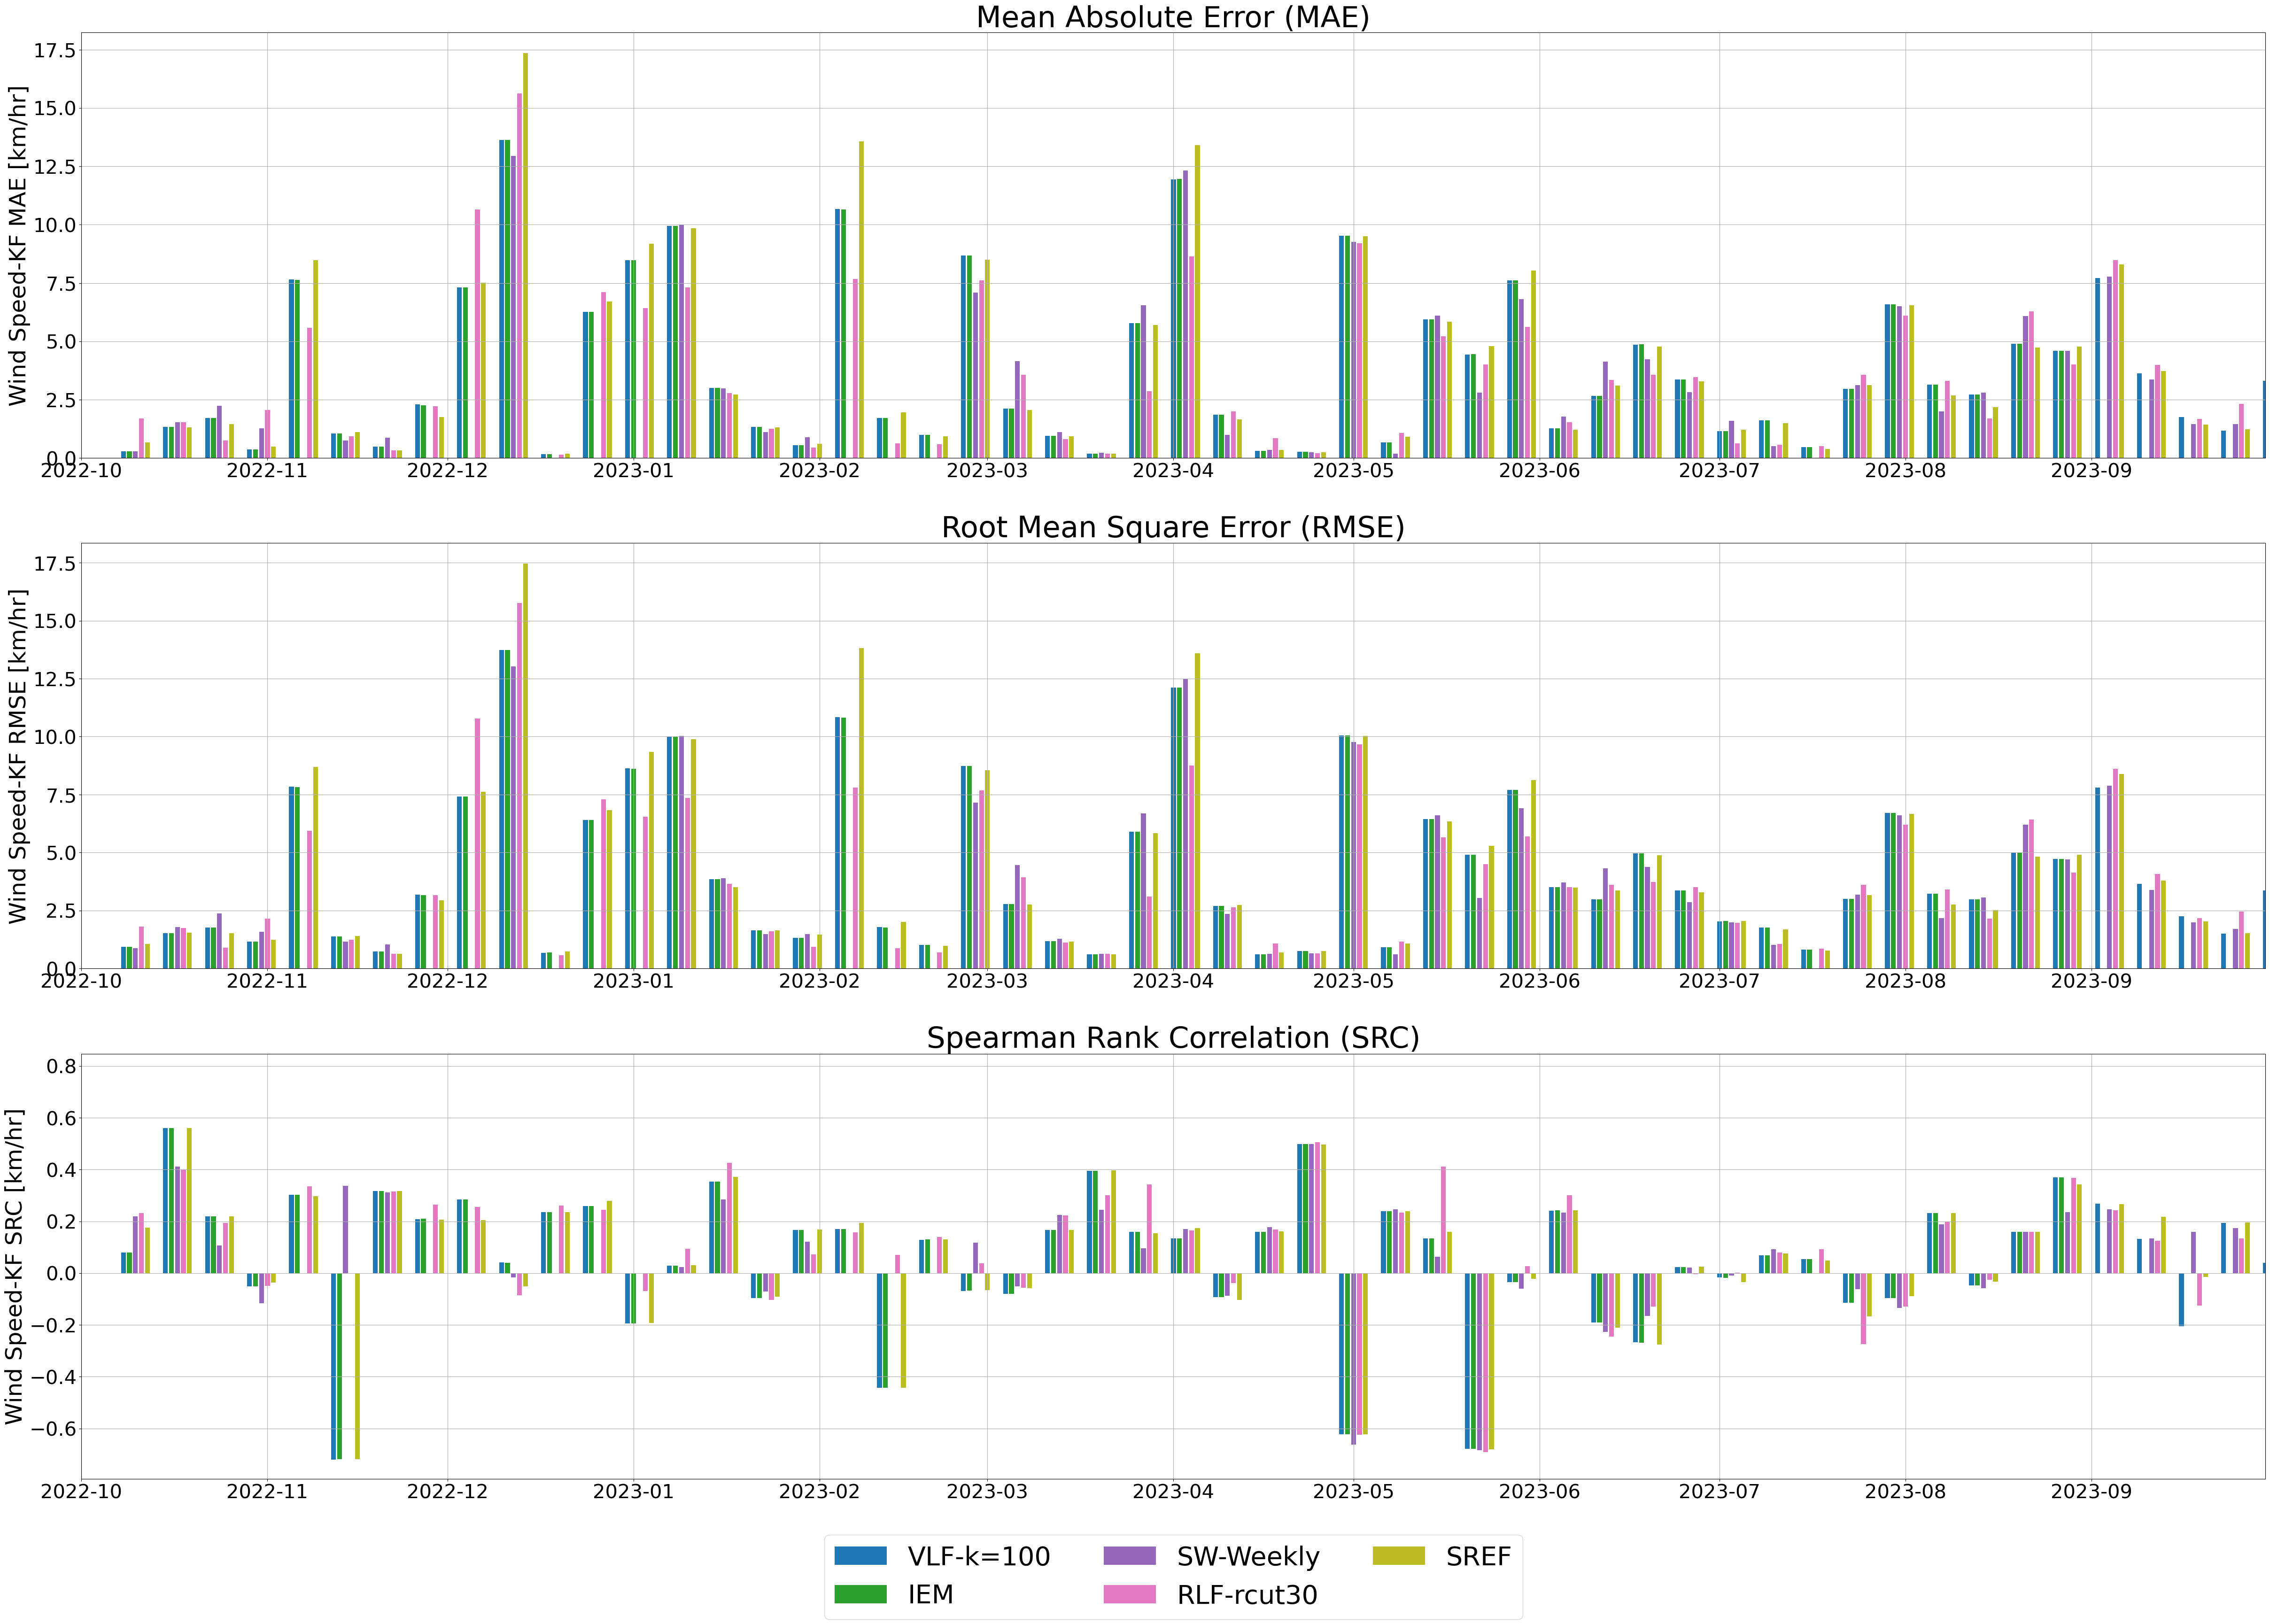 Mean Absolute Error (MAE)
Wind Speed-KF MAE [km/hr]
17.5
15.0
12.5
10.0
7.5
5.0
2.5
0.0
2022-10 2022-11 2022-12 2023-01 2023-02 2023-03 2023-04 2023-05 2023-06 2023-07 2023-08 2023-09
Root Mean Square Error (RMSE)
Wind Speed-KF RMSE [km/hr]
17.5
15.0
12.5
10.0
7.5
5.0
2.5
0.0
2022-10 2022-11 2022-12 2023-01 2023-02 2023-03 2023-04 2023-05 2023-06 2023-07 2023-08 2023-09
Spearman Rank Correlation (SRC)
Wind Speed-KF SRC [km/hr]
0.8
0.6
0.4
0.2
0.0
−0.2
−0.4
−0.6
2022-10 2022-11 2022-12 2023-01 2023-02 2023-03 2023-04 2023-05 2023-06 2023-07 2023-08 2023-09
VLF-k=100 SW-Weekly SREF
IEM RLF-rcut30